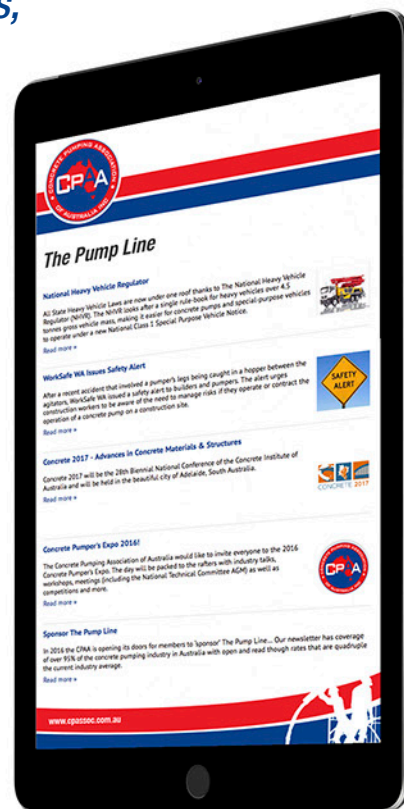 s,
CONCRETE PUMPING ASSOCIATION
CPAA
OF AUSTRALIA INC
The Pump Line
National Heavy Vehicle Regulator
All State Heavy Vehicle Laws are now under one roof thanks to The National Heavy Vehicle
Regulator (NHVR). The NHVR looks after a single rule-book for heavy vehicles over 4.5
tonnes gross vehicle mass, making it easier for concrete pumps and special-purpose vehicles
to operate under a new National Class 1 Special Purpose Vehicle Notice.
Read more »
WorkSafe WA Issues Safety Alert
After a recent accident that involved a pumper's legs being caught in a hopper between the
agitators, WorkSafe WA issued a safety alert to builders and pumpers. The alert urges
construction workers to be aware of the need to manage risks if they operate or contract the
operation of a concrete pump on a construction site.
Read more »
SAFETY
ALERT
Concrete 2017 - Advances in Concrete Materials & Structures
Concrete 2017 will be the 28th Biennial National Conference of the Concrete Institute of
Australia and will be held in the beautiful city of Adelaide, South Australia.
Read more »
CONCRETE 2017
Concrete Pumper's Expo 2016!
The Concrete Pumping Association of Australia would like to invite everyone to the 2016
Concrete Pumper's Expo. The day will be packed to the rafters with industry talks,
workshops, meetings (including the National Technical Committee AGM) as well as
competitions and more.
Read more »
CPAA
Sponsor The Pump Line
In 2016 the CPAA is opening its doors for members to 'sponsor' The Pump Line... Our newsletter has coverage
of over 95% of the concrete pumping industry in Australia with open and read though rates that are quadruple
the current industry average.
Read more »
www.cpassoc.com.au